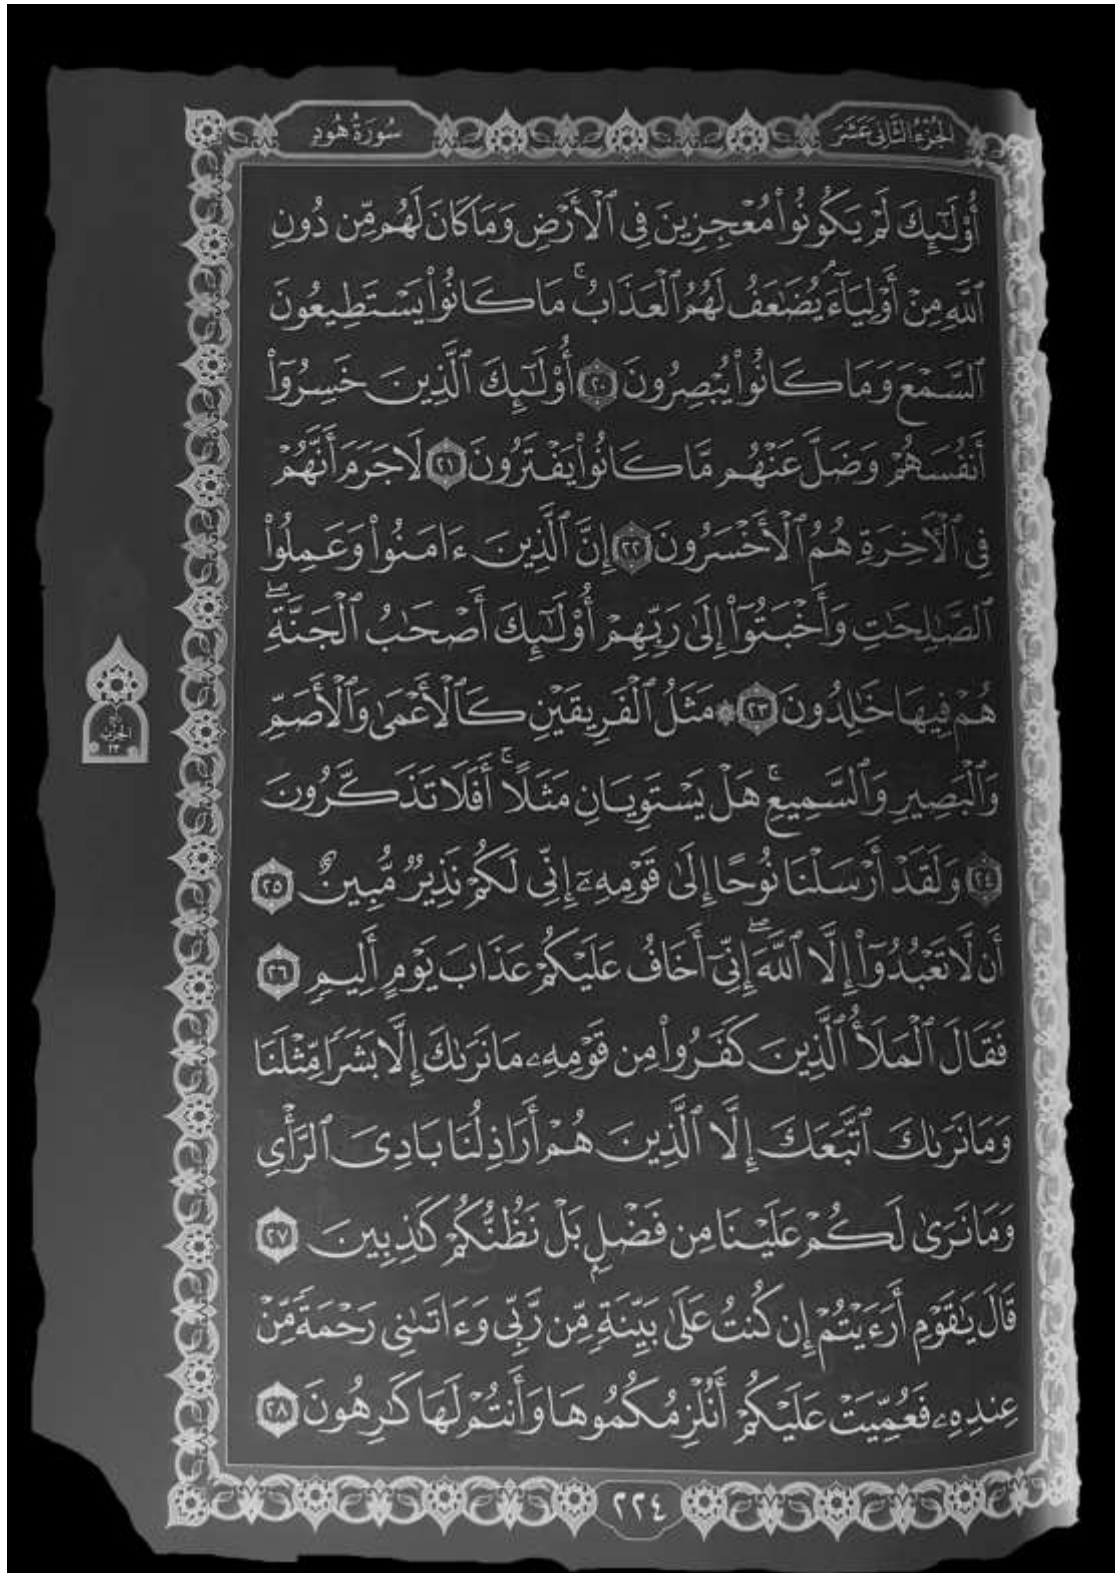 الجزء الثاني عشر
سورة هود
أُوْلَٰٓئِكَ لَمْ يَكُونُوا۟ مُعْجِزِينَ فِى ٱلْأَرْضِ وَمَا كَانَ لَهُم مِّن دُونِ
ٱللَّهِ مِنْ أَوْلِيَآءَ ۘ يُضَٰعَفُ لَهُمُ ٱلْعَذَابُ ۚ مَا كَانُوا۟ يَسْتَطِيعُونَ
ٱلسَّمْعَ وَمَا كَانُوا۟ يُبْصِرُونَ ٢٠ أُوْلَٰٓئِكَ ٱلَّذِينَ خَسِرُوٓا۟
أَنفُسَهُمْ وَضَلَّ عَنْهُم مَّا كَانُوا۟ يَفْتَرُونَ ٢١ لَا جَرَمَ أَنَّهُمْ
فِى ٱلْأَخِرَةِ هُمُ ٱلْأَخْسَرُونَ ٢٢ إِنَّ ٱلَّذِينَ ءَامَنُوا۟ وَعَمِلُوا۟
ٱلصَّٰلِحَٰتِ وَأَخْبَتُوٓا۟ إِلَىٰ رَبِّهِمْ أُوْلَٰٓئِكَ أَصْحَٰبُ ٱلْجَنَّةِ ۖ
هُمْ فِيهَا خَٰلِدُونَ ٢٣ ۞ مَثَلُ ٱلْفَرِيقَيْنِ كَٱلْأَعْمَىٰ وَٱلْأَصَمِّ
وَٱلْبَصِيرِ وَٱلسَّمِيعِ ۚ هَلْ يَسْتَوِيَانِ مَثَلًا ۚ أَفَلَا تَذَكَّرُونَ
٢٤ وَلَقَدْ أَرْسَلْنَا نُوحًا إِلَىٰ قَوْمِهِۦٓ إِنِّى لَكُمْ نَذِيرٌ مُّبِينٌ ٢٥
أَن لَّا تَعْبُدُوٓا۟ إِلَّا ٱللَّهَ ۖ إِنِّىٓ أَخَافُ عَلَيْكُمْ عَذَابَ يَوْمٍ أَلِيمٍ ٢٦
فَقَالَ ٱلْمَلَأُ ٱلَّذِينَ كَفَرُوا۟ مِن قَوْمِهِۦ مَا نَرَىٰكَ إِلَّا بَشَرًا مِّثْلَنَا
وَمَا نَرَىٰكَ ٱتَّبَعَكَ إِلَّا ٱلَّذِينَ هُمْ أَرَاذِلُنَا بَادِىَ ٱلرَّأْىِ
وَمَا نَرَىٰ لَكُمْ عَلَيْنَا مِن فَضْلٍۭ بَلْ نَظُنُّكُمْ كَٰذِبِينَ ٢٧
قَالَ يَٰقَوْمِ أَرَءَيْتُمْ إِن كُنتُ عَلَىٰ بَيِّنَةٍ مِّن رَّبِّى وَءَاتَىٰنِى رَحْمَةً مِّنْ
عِندِهِۦ فَعُمِّيَتْ عَلَيْكُمْ أَنُلْزِمُكُمُوهَا وَأَنتُمْ لَهَا كَٰرِهُونَ ٢٨
٢٢٤
الحزب
٢٣